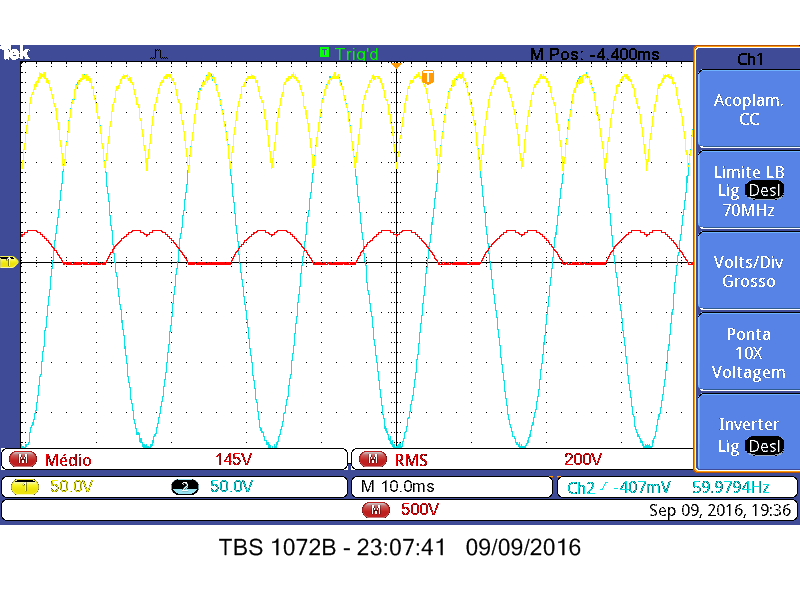 Tek T Trig'd M Pos: -4.400ms Ch1
T
Acoplam.
CC
Limite LB
Lig Desl
70MHz
1
Volts/Div
Grosso
Ponta
10X
Voltagem
Inverter
Lig Desl
M Médio 145V M RMS 200V
1 50.0V 2 50.0V M 10.0ms Ch2 -407mV 59.9794Hz
M 500V Sep 09, 2016, 19:36
TBS 1072B - 23:07:41 09/09/2016